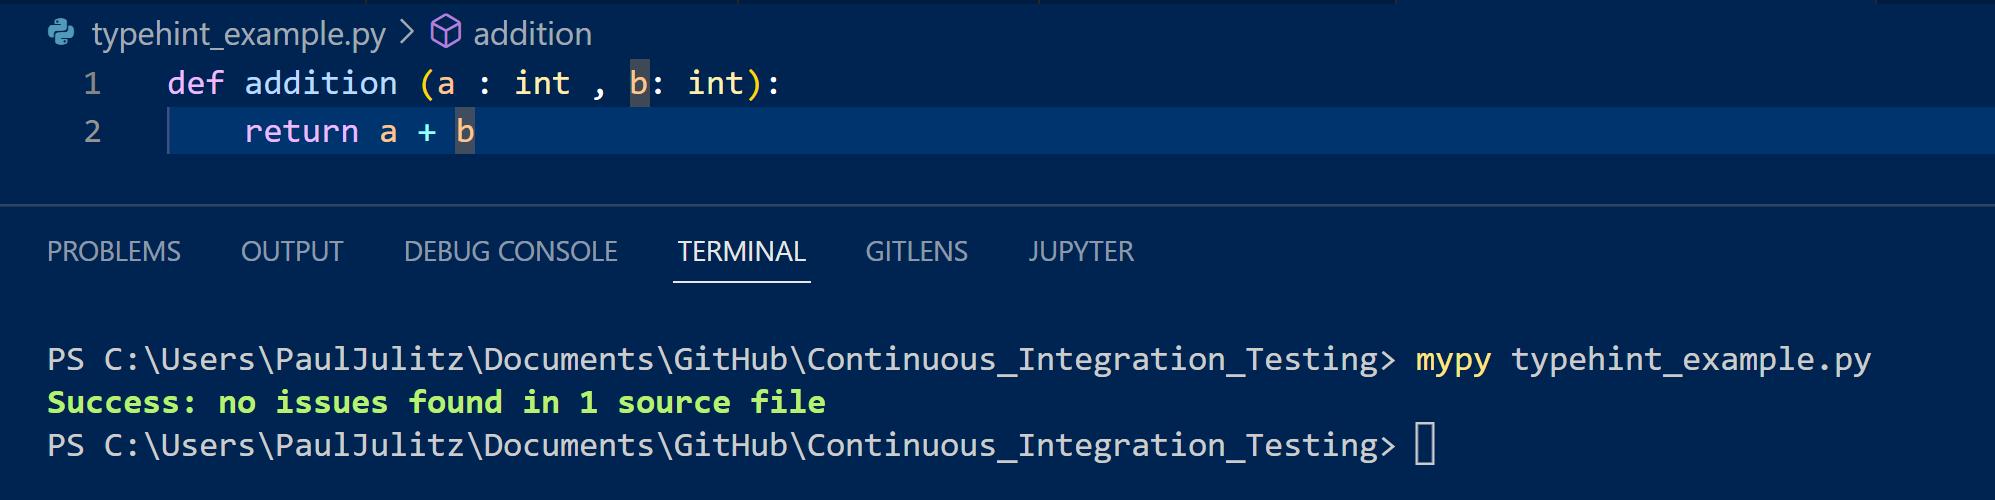 typehint_example.py > addition
1 def addition (a : int , b: int):
2 return a + b
PROBLEMS OUTPUT DEBUG CONSOLE TERMINAL GITLENS JUPYTER
PS C:\Users\PaulJulitz\Documents\GitHub\Continuous_Integration_Testing> mypy typehint_example.py
Success: no issues found in 1 source file
PS C:\Users\PaulJulitz\Documents\GitHub\Continuous_Integration_Testing>